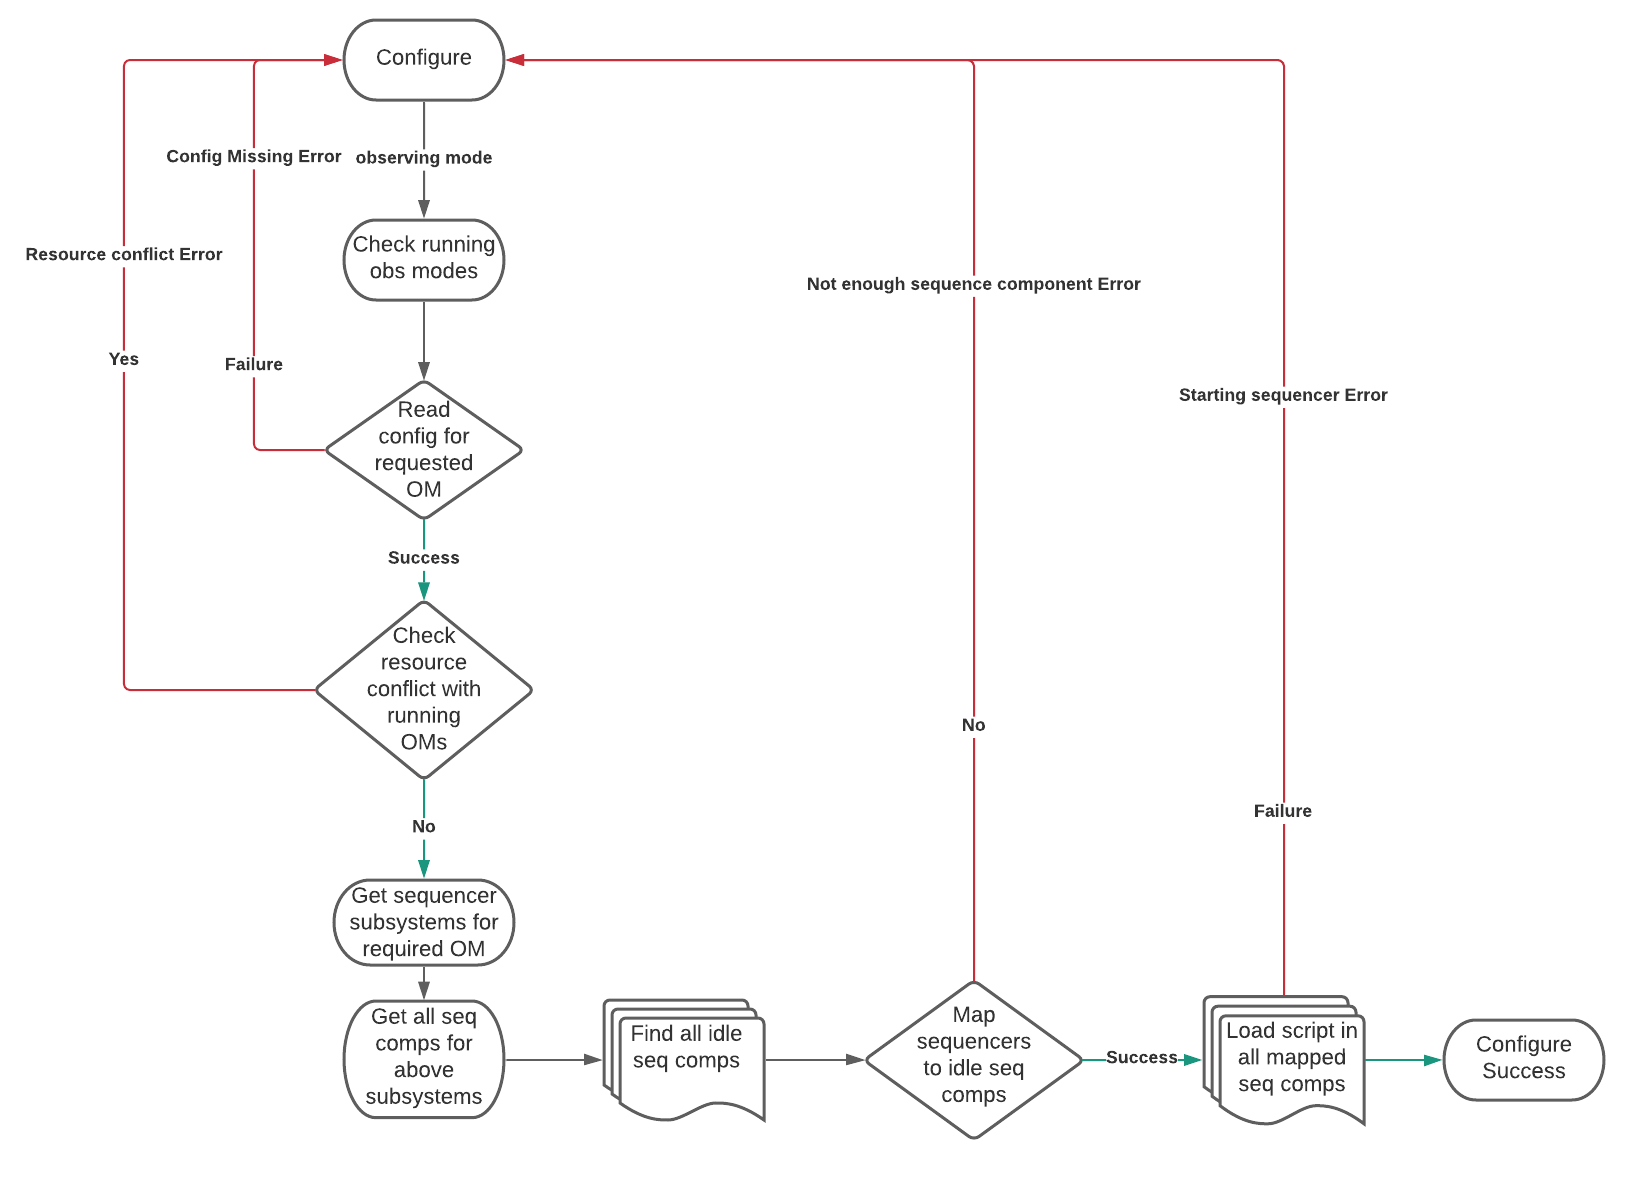 Configure
Config Missing Error
observing mode
Check running
obs modes
Resource conflict Error
Not enough sequence component Error
Yes
Failure
Starting sequencer Error
Read
config for
requested
OM
Success
Check
resource
conflict with
running
OMs
No
No
Failure
Get sequencer
subsystems for
required OM
Get all seq
comps for
above
subsystems
Find all idle
seq comps
Map
sequencers
to idle seq
comps
Success
Load script in
all mapped
seq comps
Configure
Success